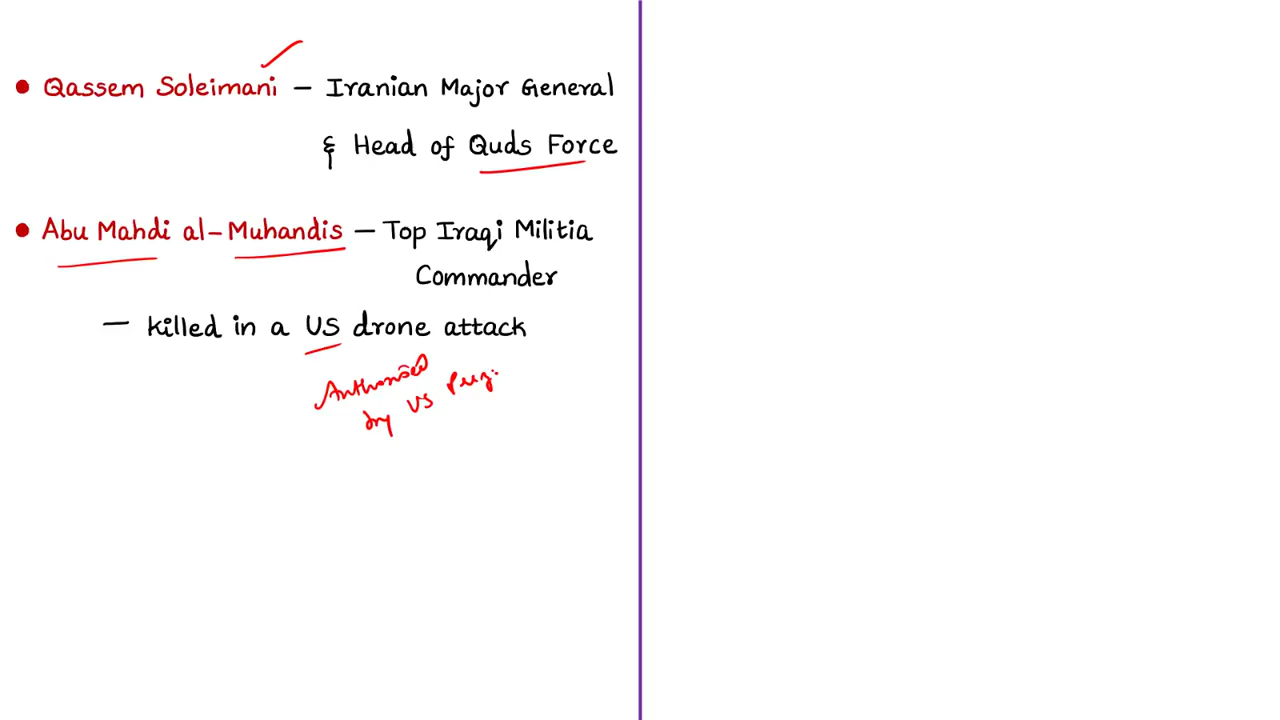 • Qassem Soleimani – Iranian Major General
& Head of Quds Force
• Abu Mahdi al-Muhandis – Top Iraqi Militia
Commander
– killed in a US drone attack
Authorised
by US